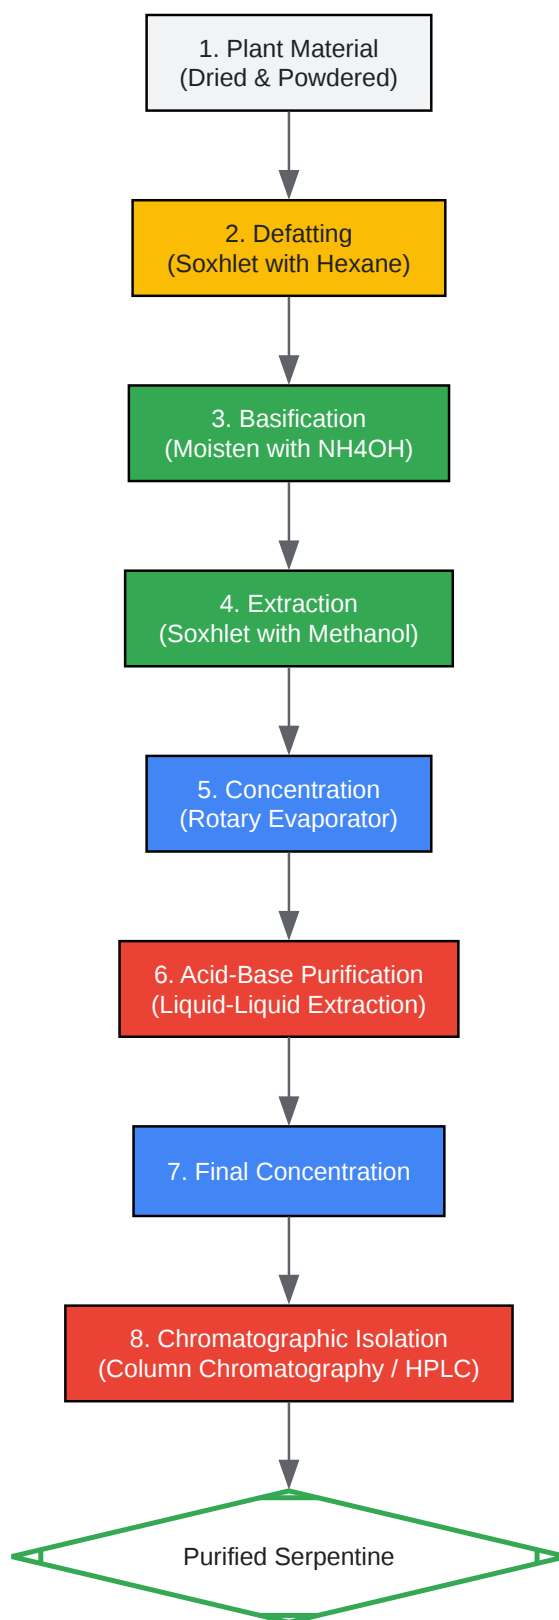 1. Plant Material
(Dried & Powdered)
2. Defatting
(Soxhlet with Hexane)
3. Basification
(Moisten with NH4OH)
4. Extraction
(Soxhlet with Methanol)
5. Concentration
(Rotary Evaporator)
6. Acid-Base Purification
(Liquid-Liquid Extraction)
7. Final Concentration
8. Chromatographic Isolation
(Column Chromatography / HPLC)
Purified Serpentine